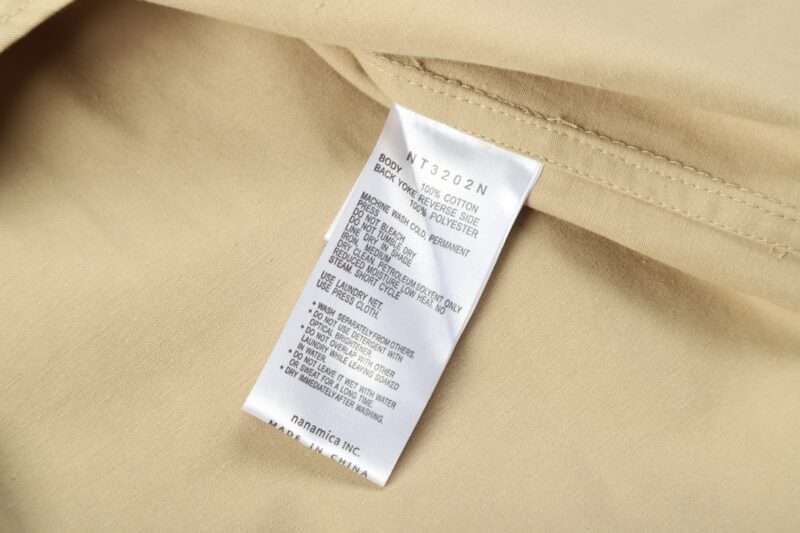 NT3202N
BODY
100% COTTON
BACK YOKE, REVERSE SIDE
100% POLYESTER
MACHINE WASH COLD, PERMANENT
PRESS
DO NOT BLEACH
DO NOT TUMBLE DRY
LINE DRY IN SHADE
IRON, MEDIUM
DRY CLEAN, PETROLEUM SOLVENT ONLY
REDUCED MOISTURE LOW HEAT, NO
STEAM. SHORT CYCLE
USE LAUNDRY NET.
USE PRESS CLOTH.
• WASH SEPARATELY FROM OTHERS.
• DO NOT USE DETERGENT WITH
OPTICAL BRIGHTENER
• DO NOT OVERLAP WITH OTHER
LAUNDRY WHILE LEAVING SOAKED
IN WATER.
• DO NOT LEAVE IT WET WITH WATER
OR SWEAT FOR A LONG TIME.
• DRY IMMEDIATELY AFTER WASHING.
nanamica INC.
MADE IN CHINA